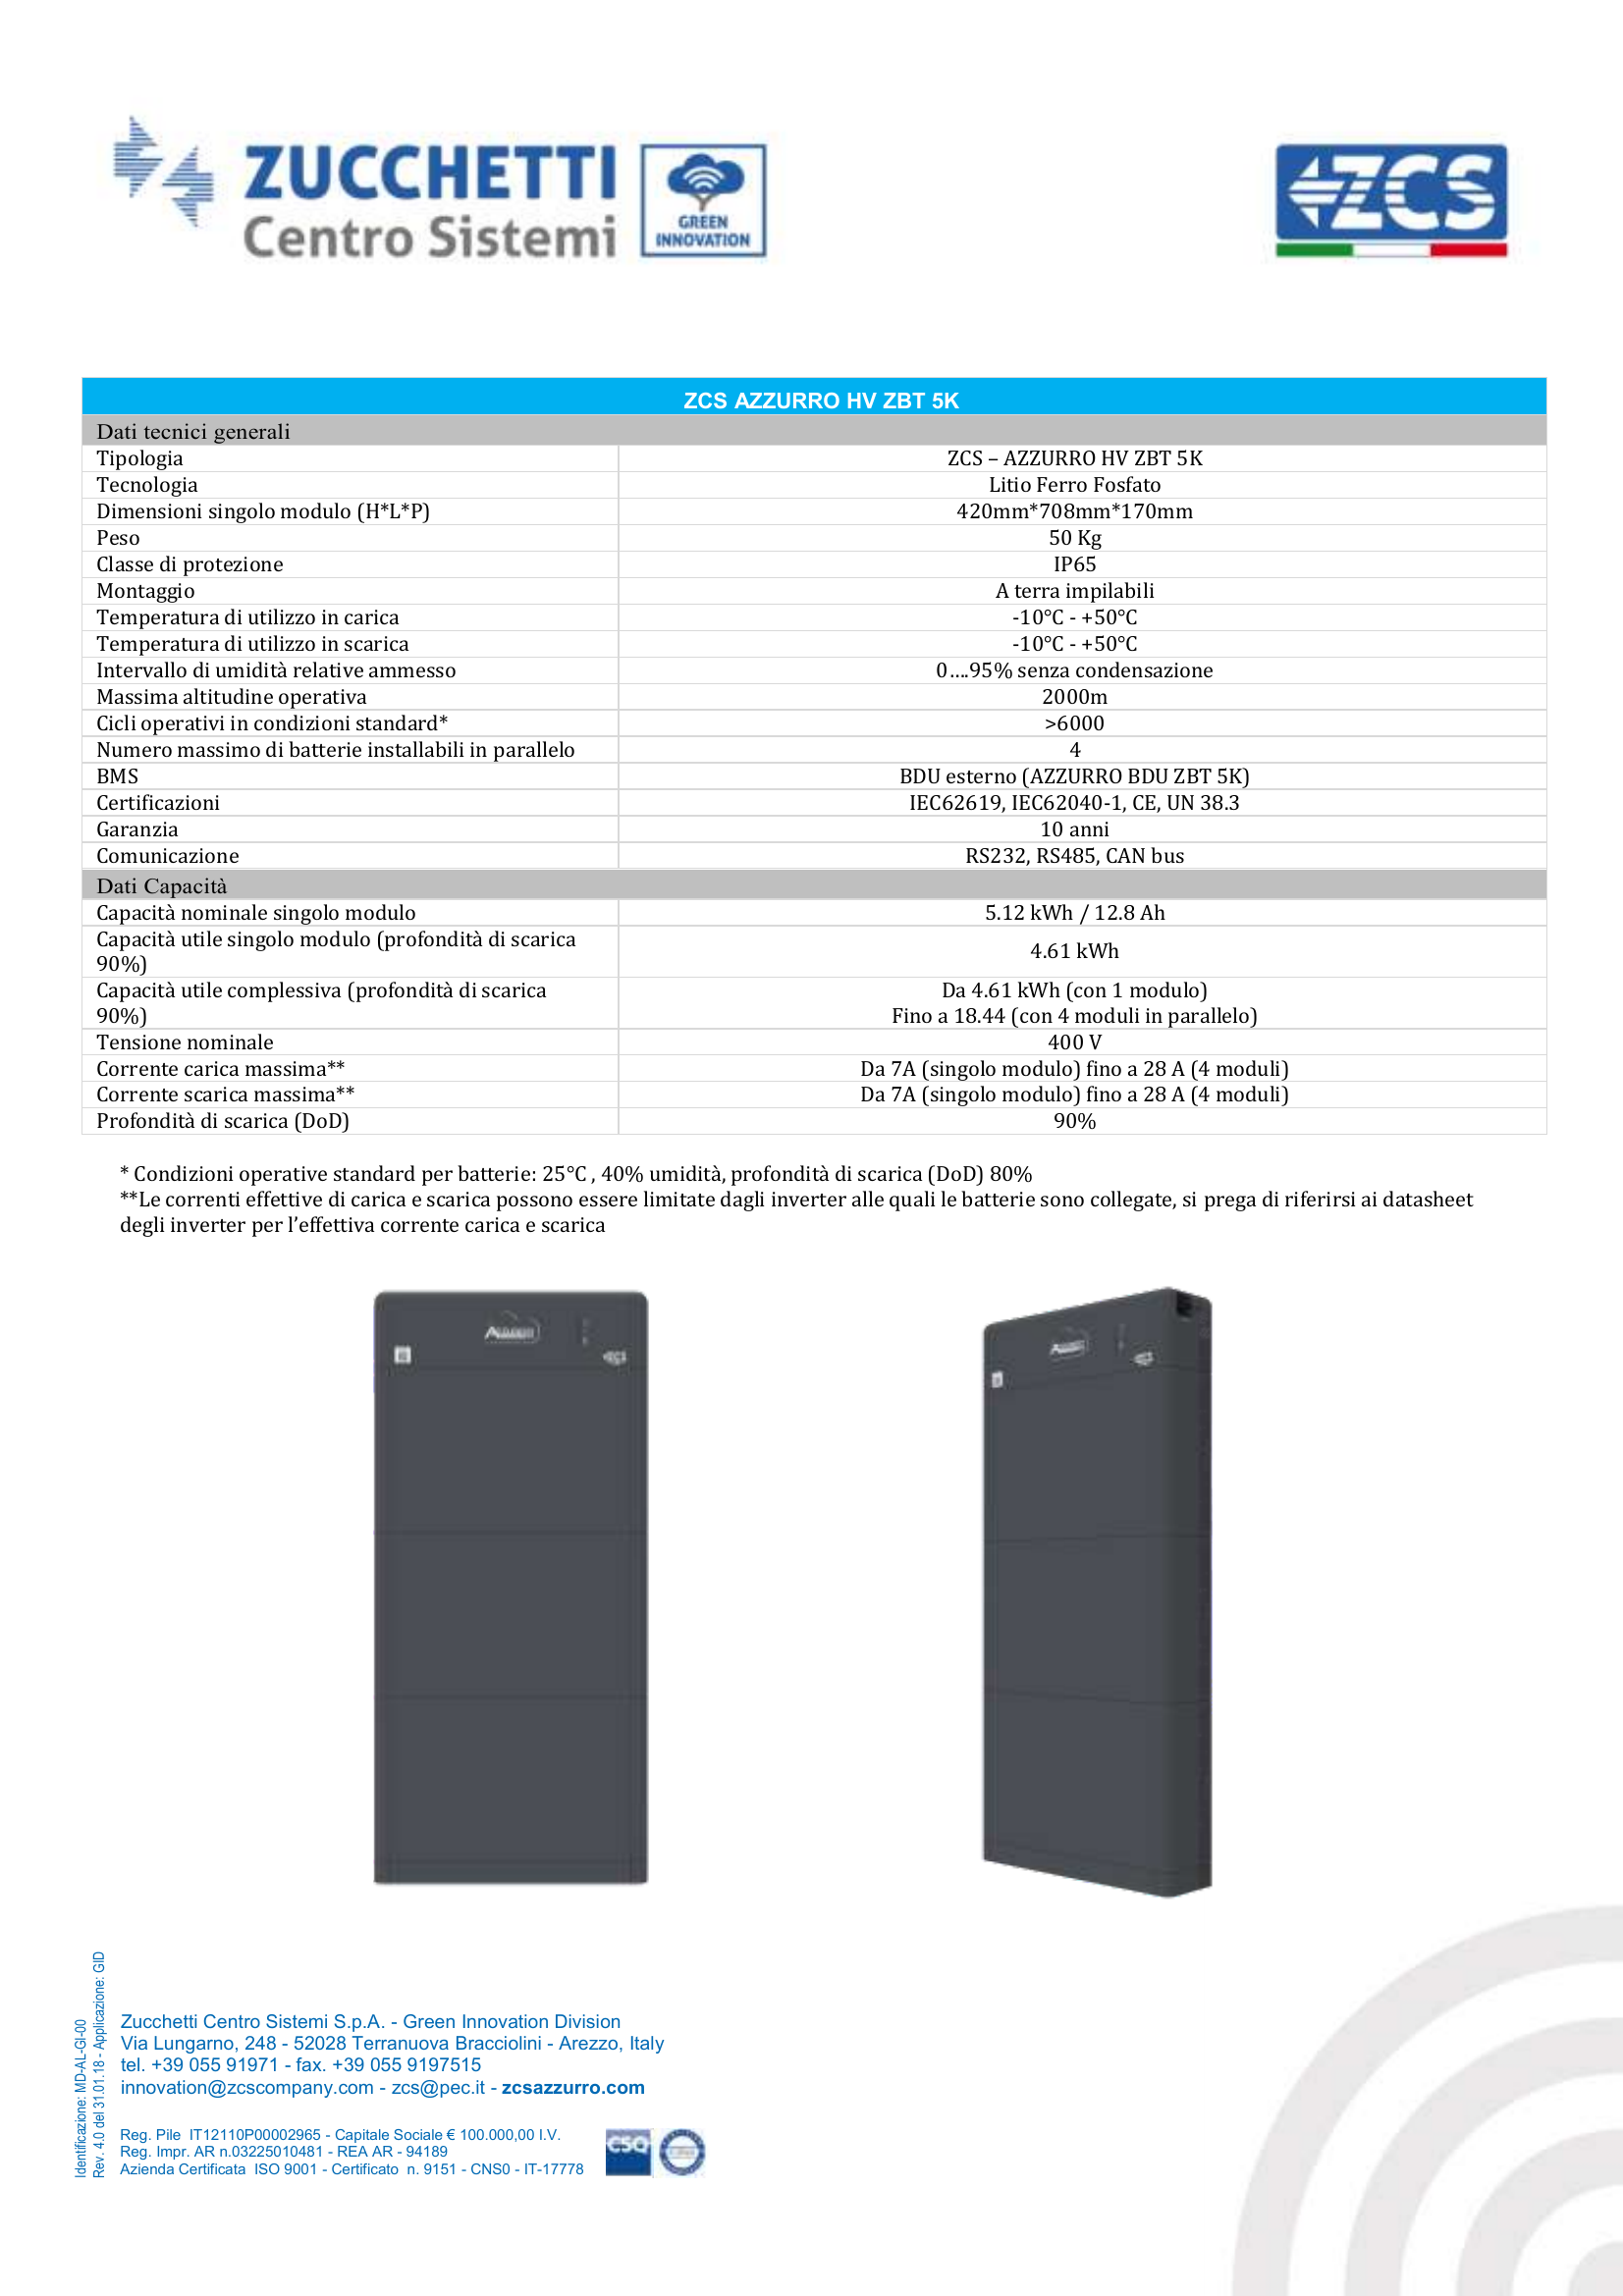 ZUCCHETTI
Centro Sistemi
GREEN
INNOVATION
ZCS
ZCS AZZURRO HV ZBT 5K
Dati tecnici generali
Tipologia ZCS – AZZURRO HV ZBT 5K
Tecnologia Litio Ferro Fosfato
Dimensioni singolo modulo (H*L*P) 420mm*708mm*170mm
Peso 50 Kg
Classe di protezione IP65
Montaggio A terra impilabili
Temperatura di utilizzo in carica -10°C - +50°C
Temperatura di utilizzo in scarica -10°C - +50°C
Intervallo di umidità relative ammesso 0….95% senza condensazione
Massima altitudine operativa 2000m
Cicli operativi in condizioni standard* >6000
Numero massimo di batterie installabili in parallelo 4
BMS BDU esterno (AZZURRO BDU ZBT 5K)
Certificazioni IEC62619, IEC62040-1, CE, UN 38.3
Garanzia 10 anni
Comunicazione RS232, RS485, CAN bus
Dati Capacità
Capacità nominale singolo modulo 5.12 kWh / 12.8 Ah
Capacità utile singolo modulo (profondità di scarica
90%)
4.61 kWh
Capacità utile complessiva (profondità di scarica
90%)
Da 4.61 kWh (con 1 modulo)
Fino a 18.44 (con 4 moduli in parallelo)
Tensione nominale 400 V
Corrente carica massima** Da 7A (singolo modulo) fino a 28 A (4 moduli)
Corrente scarica massima** Da 7A (singolo modulo) fino a 28 A (4 moduli)
Profondità di scarica (DoD) 90%
* Condizioni operative standard per batterie: 25°C , 40% umidità, profondità di scarica (DoD) 80%
**Le correnti effettive di carica e scarica possono essere limitate dagli inverter alle quali le batterie sono collegate, si prega di riferirsi ai datasheet
degli inverter per l’effettiva corrente carica e scarica
Identificazione: MD-AL-GI-00
Rev. 4.0 del 31.01.18 - Applicazione: GID
Zucchetti Centro Sistemi S.p.A. - Green Innovation Division
Via Lungarno, 248 - 52028 Terranuova Bracciolini - Arezzo, Italy
tel. +39 055 91971 - fax. +39 055 9197515
innovation@zcscompany.com - zcs@pec.it - zcsazzurro.com
Reg. Pile IT12110P00002965 - Capitale Sociale € 100.000,00 I.V.
Reg. Impr. AR n.03225010481 - REA AR - 94189
Azienda Certificata ISO 9001 - Certificato n. 9151 - CNS0 - IT-17778
CSQ